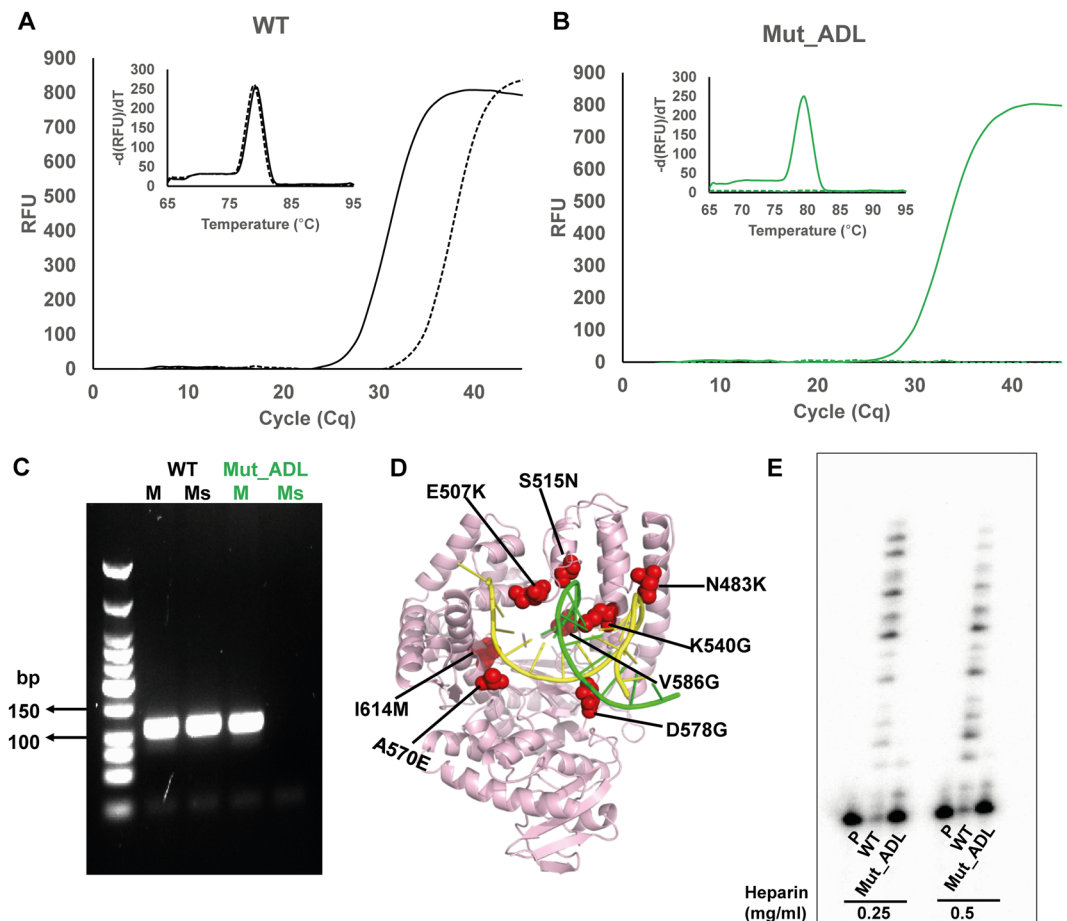 A
WT
900
800
700
600
500
400
300
200
100
0
RFU
0 10 20 30 40
Cycle (Cq)
300
250
200
150
100
50
0
-d(RFU)/dT
65 75 85 95
Temperature (°C)
B
Mut_ADL
900
800
700
600
500
400
300
200
100
0
RFU
0 10 20 30 40
Cycle (Cq)
300
250
200
150
100
50
0
-d(RFU)/dT
65 70 75 80 85 90 95
Temperature (°C)
C
WT Mut_ADL
M Ms M Ms
bp
150
100
D
E507K
S515N
N483K
K540G
V586G
D578G
I614M
A570E
E
P WT Mut_ADL P WT Mut_ADL
Heparin
(mg/ml)
0.25 0.5